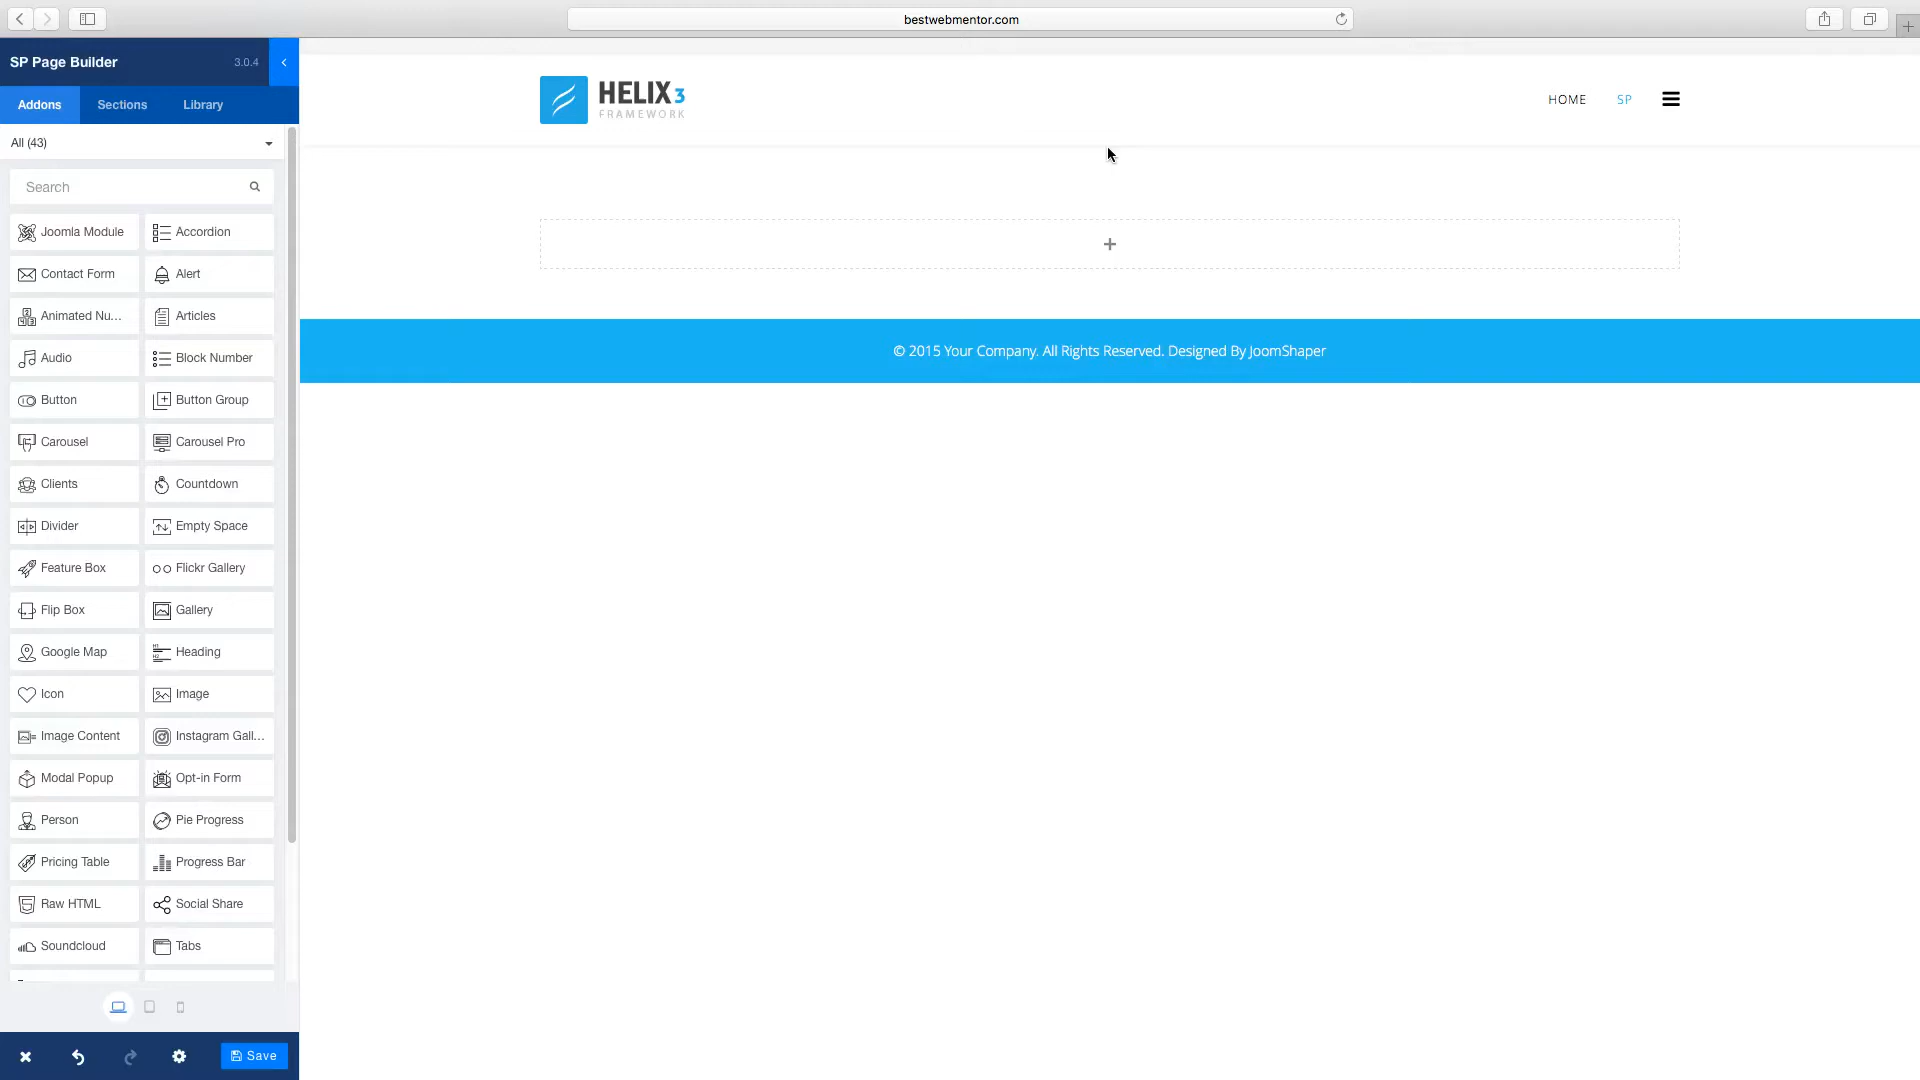 bestwebmentor.com
SP Page Builder
3.0.4
Addons
Sections
Library
All (43)
Search
Joomla Module
Accordion
Contact Form
Alert
Animated Nu...
Articles
Audio
Block Number
Button
Button Group
Carousel
Carousel Pro
Clients
Countdown
Divider
Empty Space
Feature Box
Flickr Gallery
Flip Box
Gallery
Google Map
Heading
Icon
Image
Image Content
Instagram Gall...
Modal Popup
Opt-in Form
Person
Pie Progress
Pricing Table
Progress Bar
Raw HTML
Social Share
Soundcloud
Tabs
Save
HELIX3
FRAMEWORK
HOME
SP
© 2015 Your Company. All Rights Reserved. Designed By JoomShaper